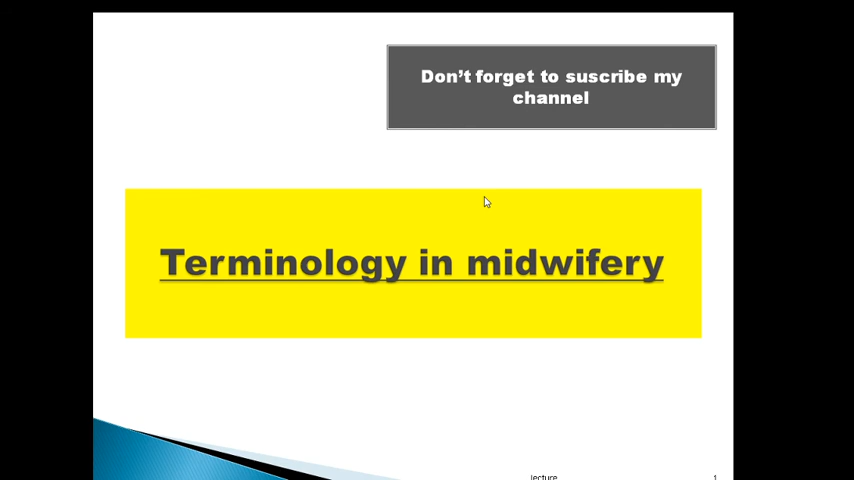 Don't forget to suscribe my
channel
Terminology in midwifery
lecture
1